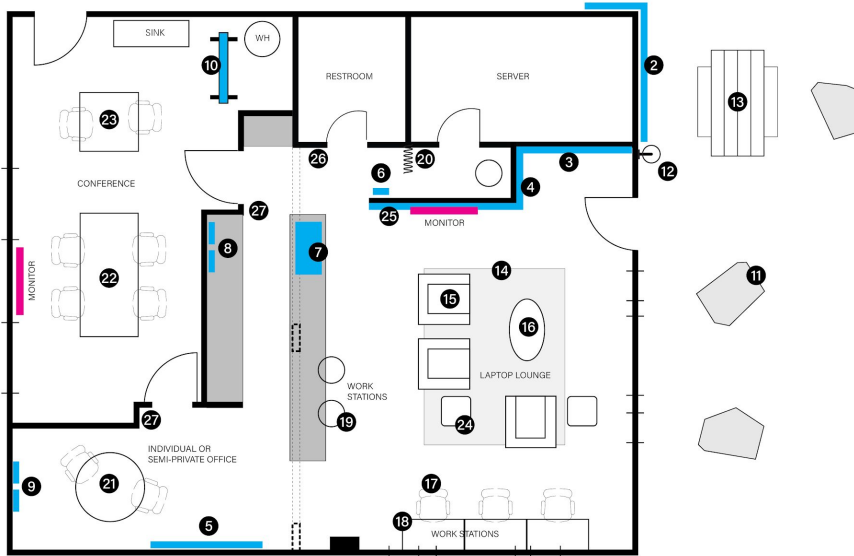 SINK
WH
10
2
RESTROOM
SERVER
13
23
26
20
3
12
6
4
CONFERENCE
27
25
MONITOR
8
7
22
MONITOR
14
11
15
16
LAPTOP LOUNGE
WORK
STATIONS
27
19
24
INDIVIDUAL OR
SEMI-PRIVATE OFFICE
9
21
17
5
18
WORK STATIONS